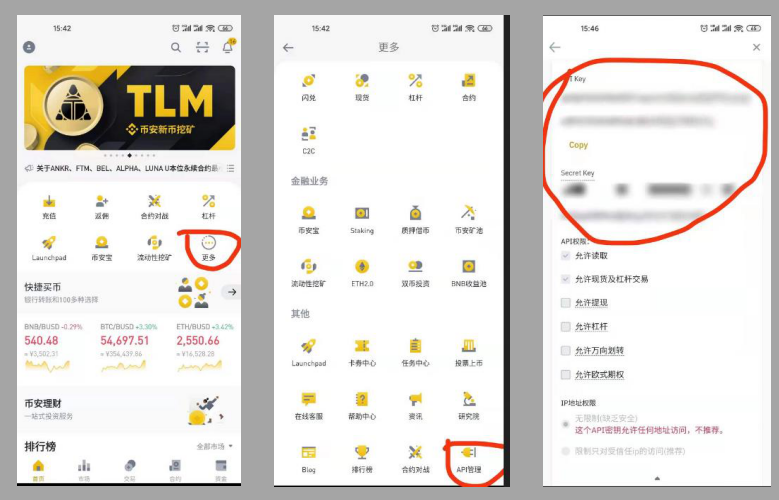 15:42
66
TLM
币安新币挖矿
关于ANKR、FTM、BEL、ALPHA、LUNA U本位永续合约最
充值
返佣
合约对战
杠杆
Launchpad
币安宝
流动性挖矿
更多
快捷买币
银行转账和100多种选择
BNB/BUSD -0.29%
BTC/BUSD +3.30%
ETH/BUSD +3.42%
540.48
54,697.51
2,550.66
≈ ¥3,502.31
≈ ¥354,439.86
≈ ¥16,528.28
币安理财
一站式投资服务
排行榜
全部市场
首页
市场
交易
合约
资金
15:42
66
更多
闪兑
现货
杠杆
合约
C2C
金融业务
币安宝
Staking
质押借币
币安矿池
流动性挖矿
ETH2.0
双币投资
BNB收益池
其他
Launchpad
卡券中心
任务中心
投票上市
在线客服
帮助中心
资讯
研究院
Blog
排行榜
合约对战
API管理
15:46
Key
Copy
Secret Key
API权限:
允许读取
允许现货及杠杆交易
允许提现
允许杠杆
允许万向划转
允许欧式期权
IP地址权限
无限制(缺乏安全)
这个API密钥允许任何地址访问，不推荐。
限制只对受信任ip的访问(推荐)